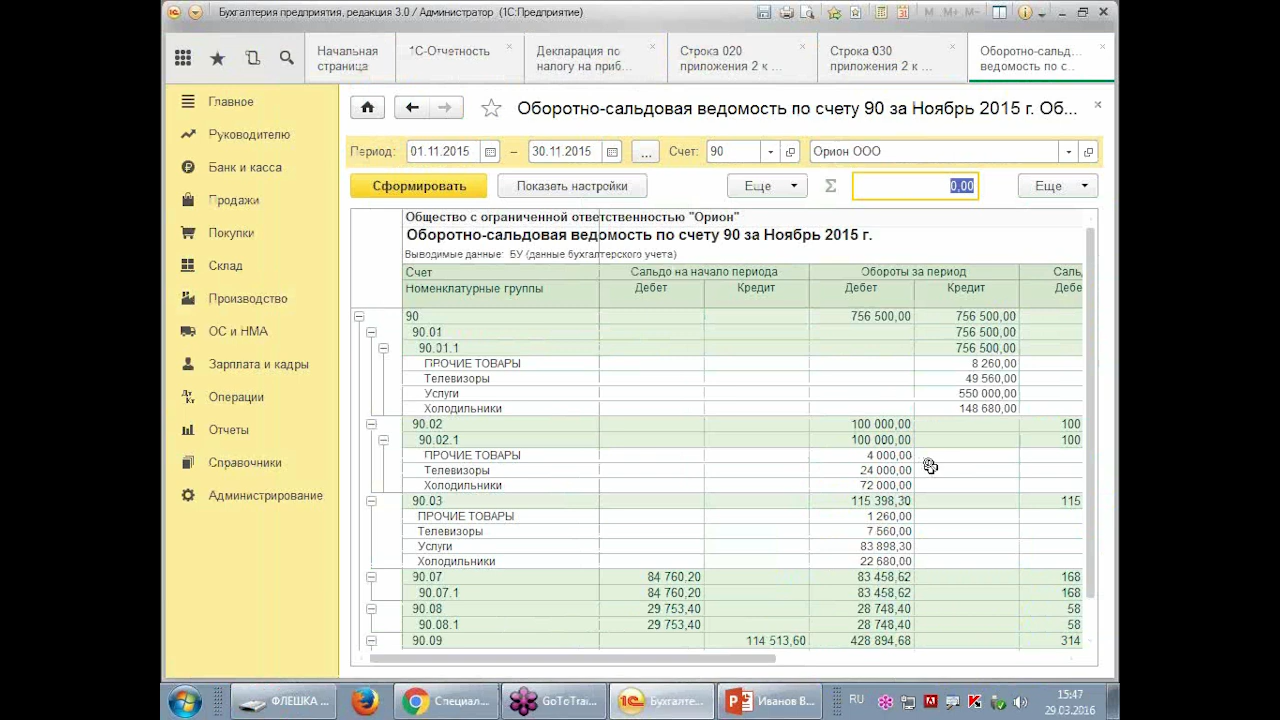 Бухгалтерия предприятия, редакция 3.0 / Администратор (1С:Предприятие)
M M+ M-
Начальная страница
1С-Отчетность
Декларация по налогу на приб...
Строка 020 приложения 2 к ...
Строка 030 приложения 2 к ...
Оборотно-сальд... ведомость по с...
Главное
Руководителю
Банк и касса
Продажи
Покупки
Склад
Производство
ОС и НМА
Зарплата и кадры
Операции
Отчеты
Справочники
Администрирование
Оборотно-сальдовая ведомость по счету 90 за Ноябрь 2015 г. Об...
Период: 01.11.2015 – 30.11.2015 ... Счет: 90 Орион ООО
Сформировать Показать настройки Еще Σ 0,00 Еще
Общество с ограниченной ответственностью "Орион"
Оборотно-сальдовая ведомость по счету 90 за Ноябрь 2015 г.
Выводимые данные: БУ (данные бухгалтерского учета)
Счет Сальдо на начало периода Обороты за период Саль
Номенклатурные группы Дебет Кредит Дебет Кредит Дебе
90 756 500,00 756 500,00
90.01 756 500,00
90.01.1 756 500,00
ПРОЧИЕ ТОВАРЫ 8 260,00
Телевизоры 49 560,00
Услуги 550 000,00
Холодильники 148 680,00
90.02 100 000,00 100
90.02.1 100 000,00 100
ПРОЧИЕ ТОВАРЫ 4 000,00
Телевизоры 24 000,00
Холодильники 72 000,00
90.03 115 398,30 115
ПРОЧИЕ ТОВАРЫ 1 260,00
Телевизоры 7 560,00
Услуги 83 898,30
Холодильники 22 680,00
90.07 84 760,20 83 458,62 168
90.07.1 84 760,20 83 458,62 168
90.08 29 753,40 28 748,40 58
90.08.1 29 753,40 28 748,40 58
90.09 114 513,60 428 894,68 314
ФЛЕШКА ... Специал... GoToTrai... Бухгалте... Иванов В... RU 15:47
29.03.2016